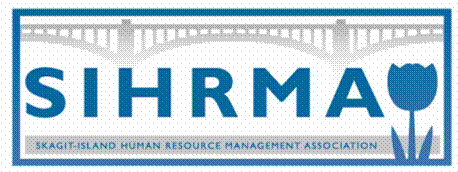 SIHRMA
SKAGIT-ISLAND HUMAN RESOURCE MANAGEMENT ASSOCIATION